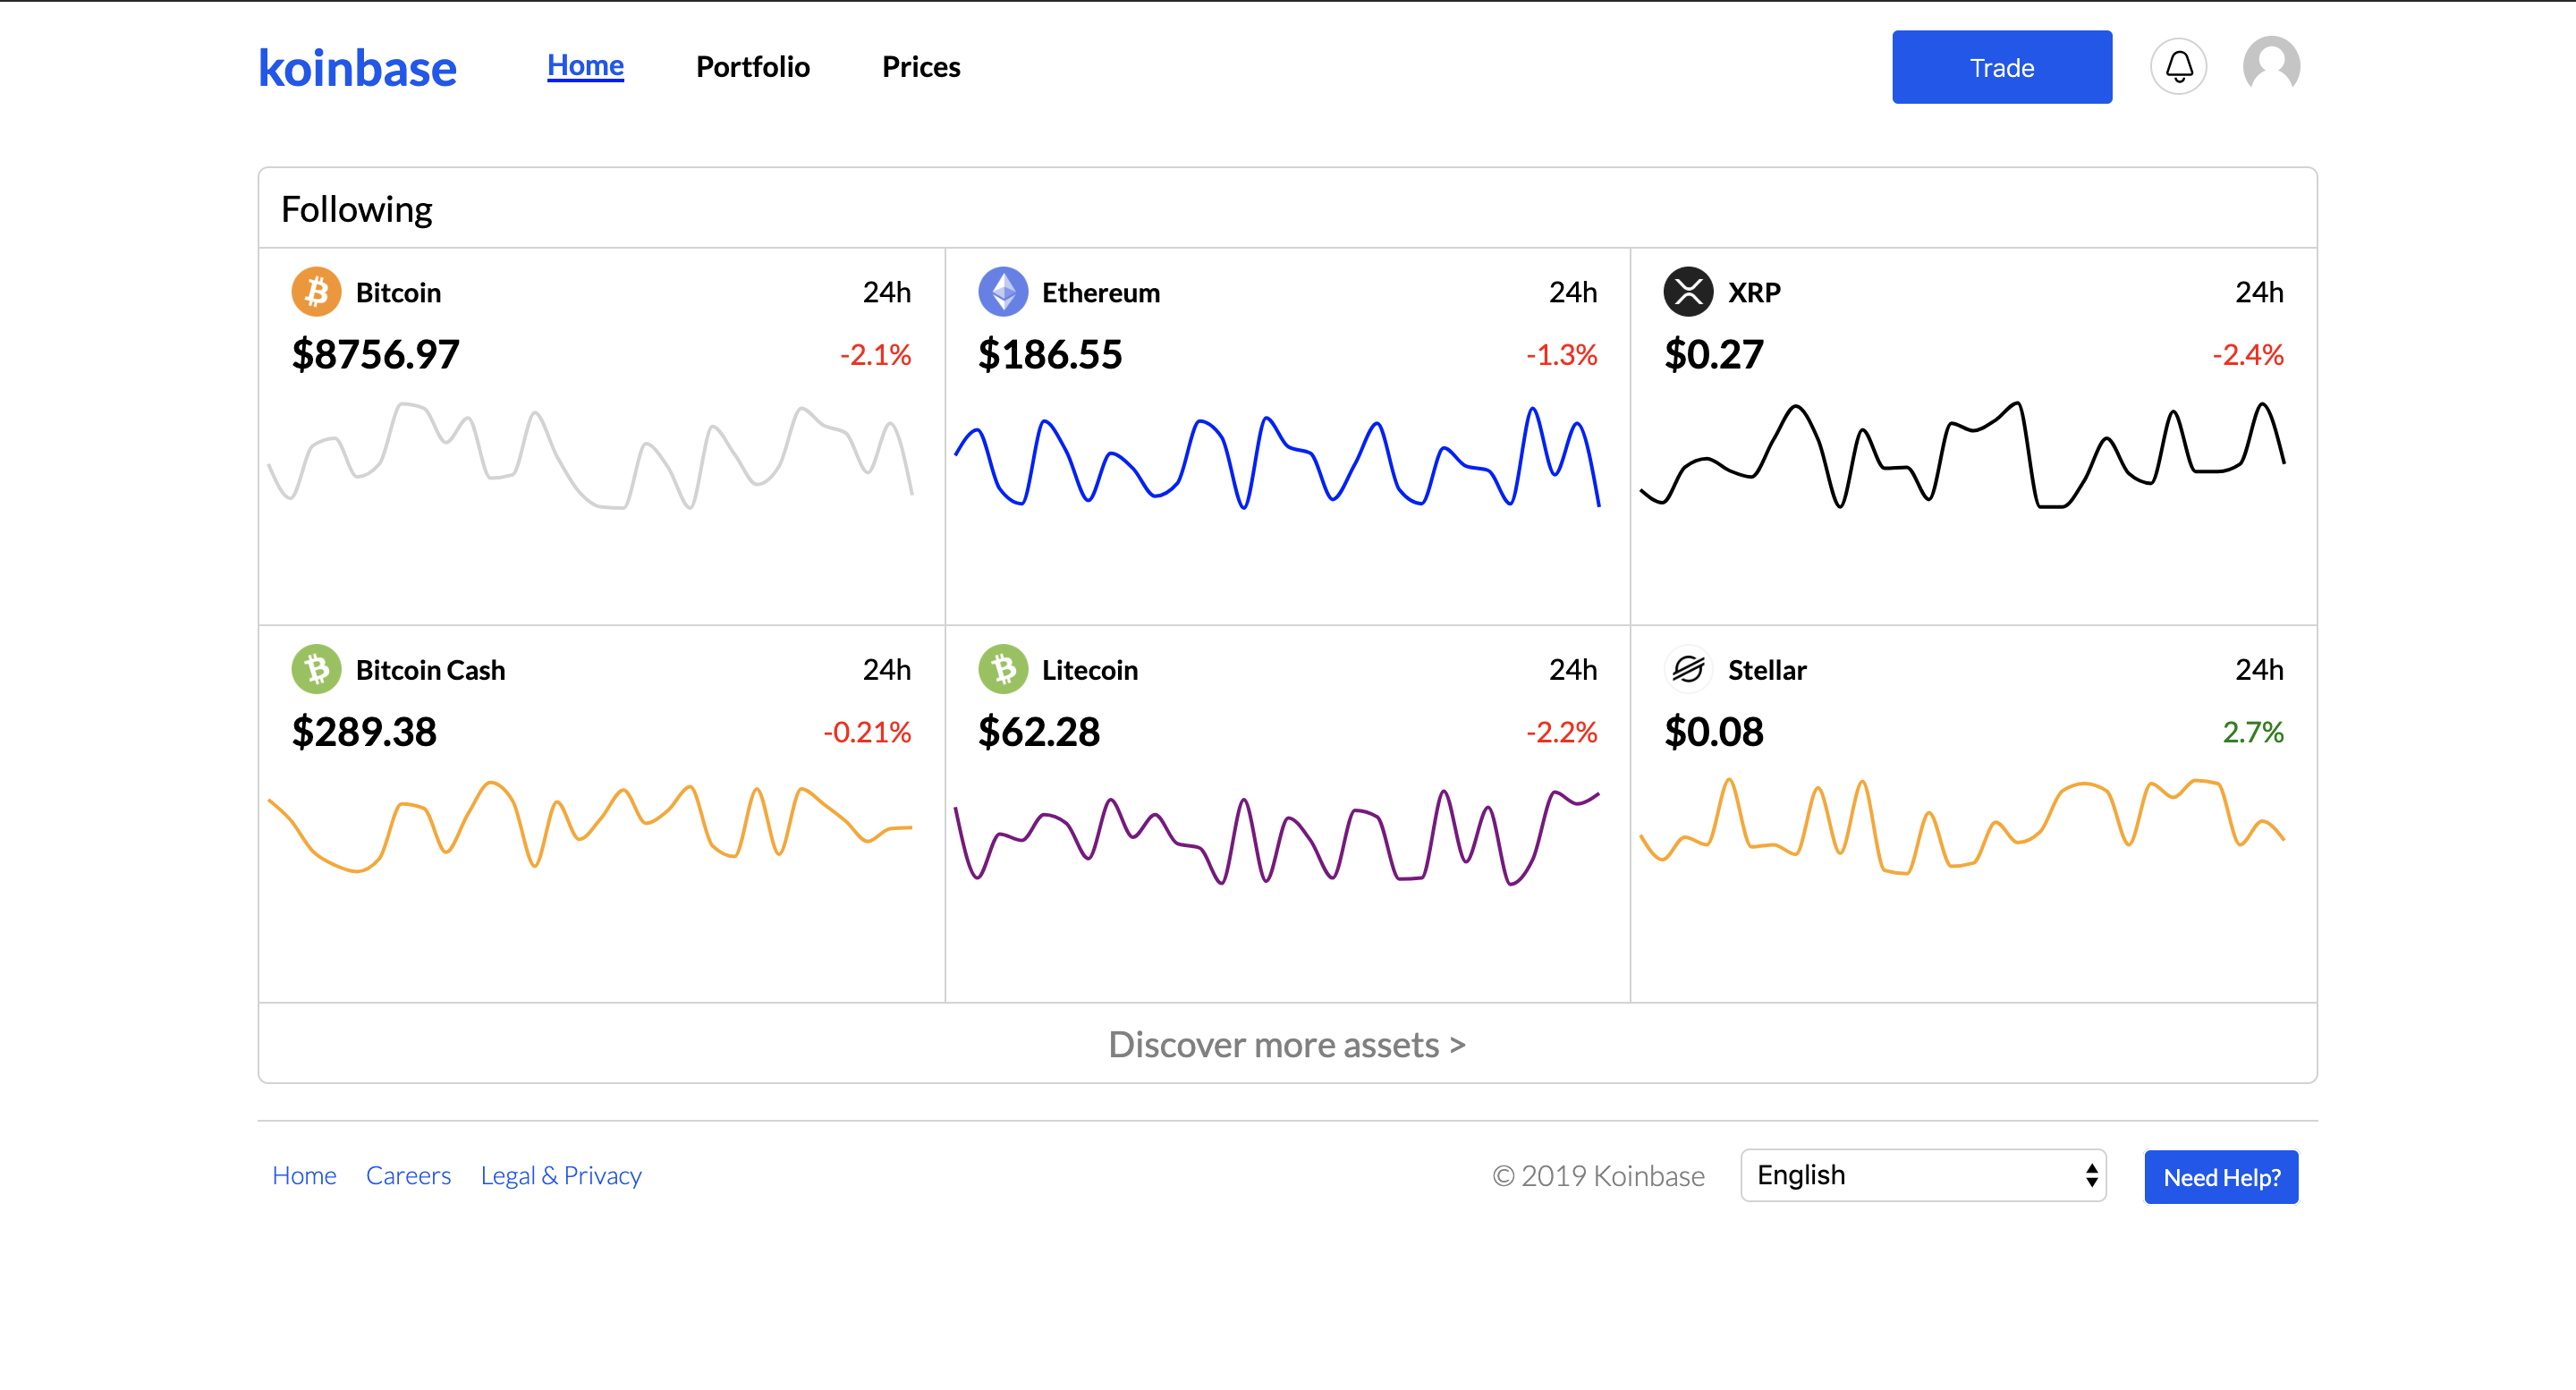 koinbase Home Portfolio Prices Trade
Following
Bitcoin 24h Ethereum 24h XRP 24h
$8756.97 -2.1% $186.55 -1.3% $0.27 -2.4%
Bitcoin Cash 24h Litecoin 24h Stellar 24h
$289.38 -0.21% $62.28 -2.2% $0.08 2.7%
Discover more assets >
Home Careers Legal & Privacy © 2019 Koinbase English Need Help?